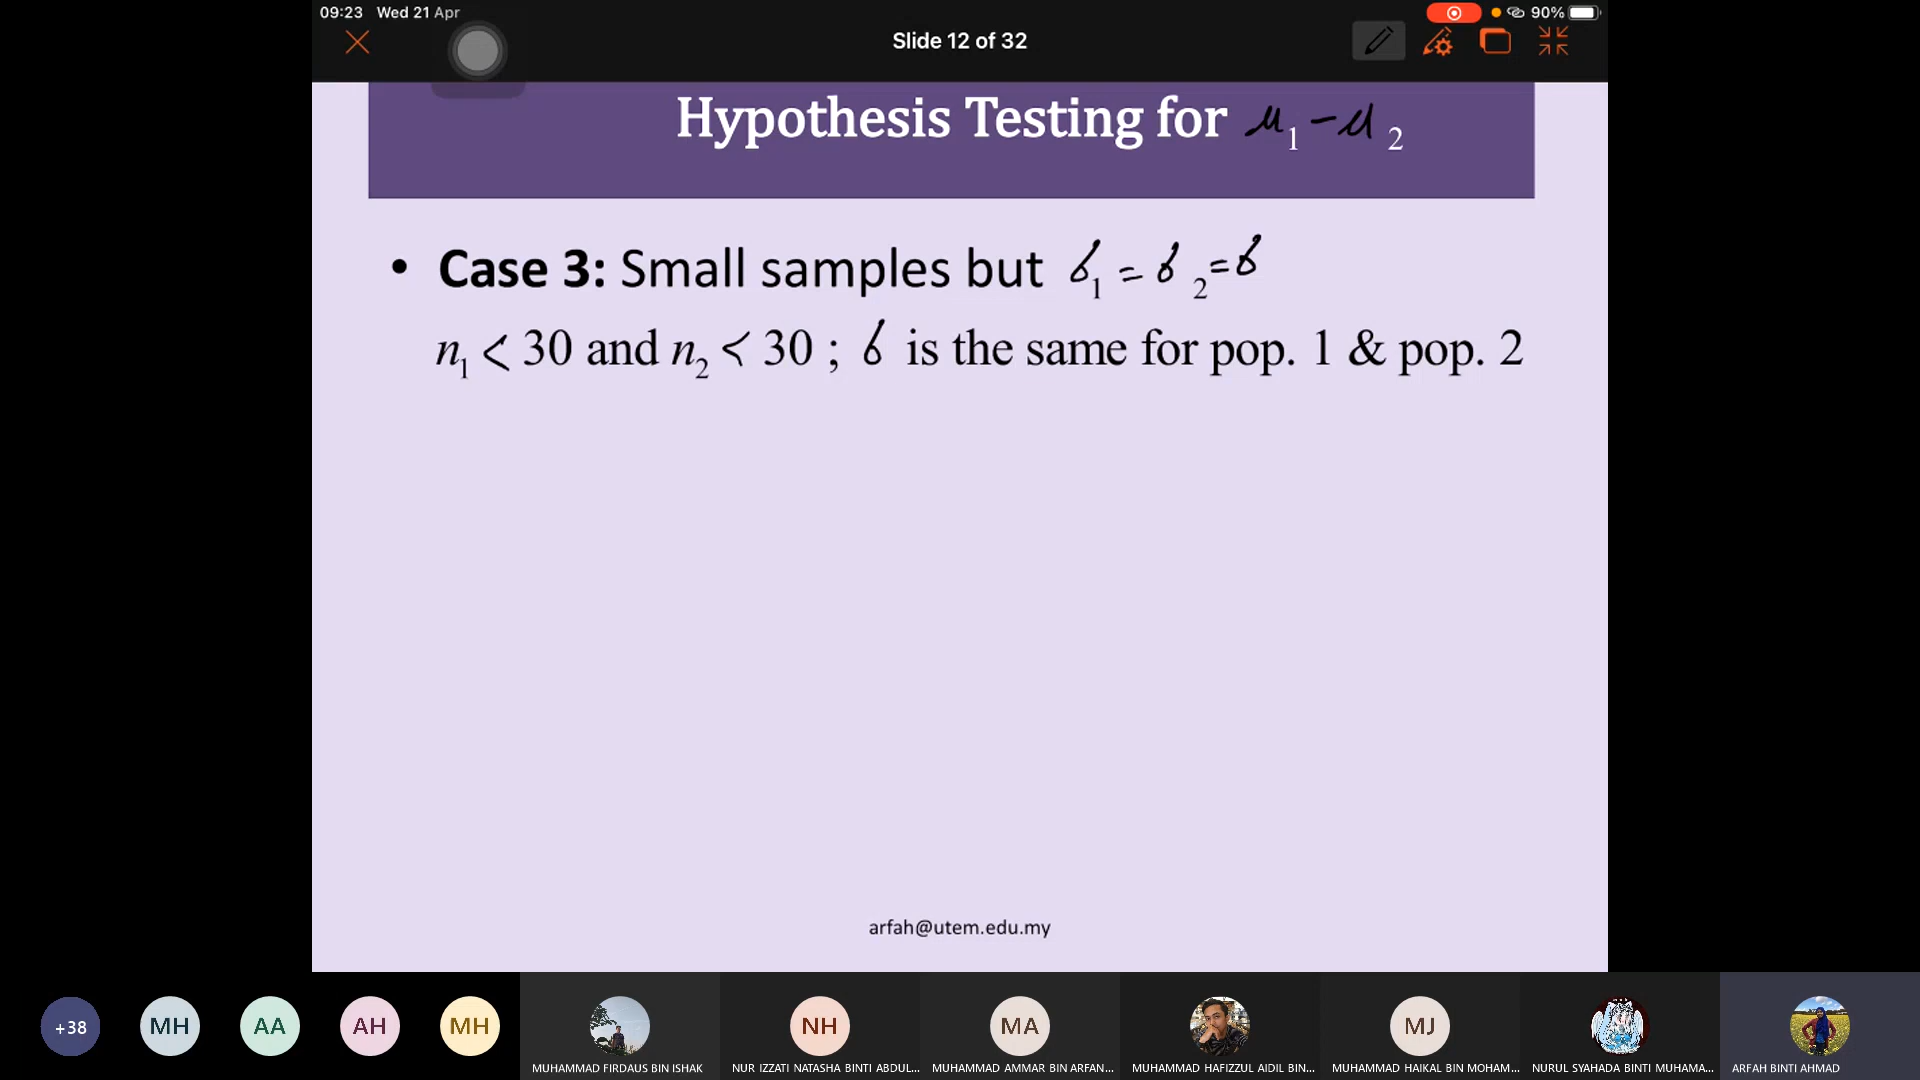 09:23 Wed 21 Apr
90%
Slide 12 of 32
Hypothesis Testing for μ₁ − μ₂
• Case 3: Small samples but σ₁ = σ₂ = σ
n₁ < 30 and n₂ < 30 ; σ is the same for pop. 1 & pop. 2
arfah@utem.edu.my
+38 MH AA AH MH NH MA MJ
MUHAMMAD FIRDAUS BIN ISHAK NUR IZZATI NATASHA BINTI ABDUL... MUHAMMAD AMMAR BIN ARFAN... MUHAMMAD HAFIZZUL AIDIL BIN... MUHAMMAD HAIKAL BIN MOHAM... NURUL SYAHADA BINTI MUHAMA... ARFAH BINTI AHMAD